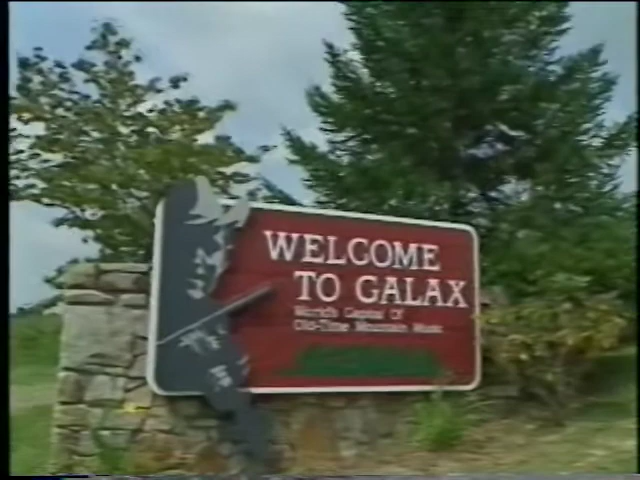 WELCOME
TO GALAX
World's Capital Of
Old-Time Mountain Music